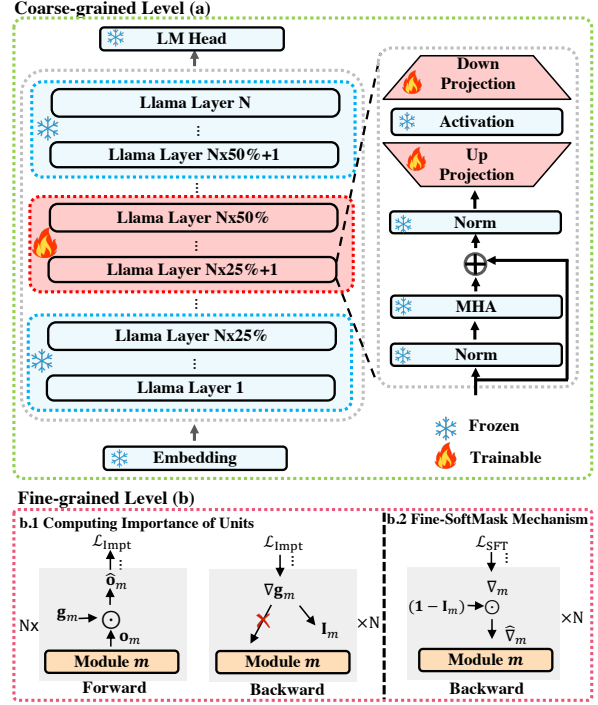 Coarse-grained Level (a)
LM Head
Llama Layer N
⋮
Llama Layer Nx50%+1
⋮
Llama Layer Nx50%
⋮
Llama Layer Nx25%+1
⋮
Llama Layer Nx25%
⋮
Llama Layer 1
Embedding
Down
Projection
Activation
Up
Projection
Norm
MHA
Norm
Frozen
Trainable
Fine-grained Level (b)
b.1 Computing Importance of Units
ℒ_Impt
ô_m
g_m
⊙
o_m
Nx
Module m
Forward
ℒ_Impt
∇g_m
I_m
×N
Module m
Backward
b.2 Fine-SoftMask Mechanism
ℒ_SFT
∇_m
(1 − I_m)
⊙
∇̂_m
×N
Module m
Backward